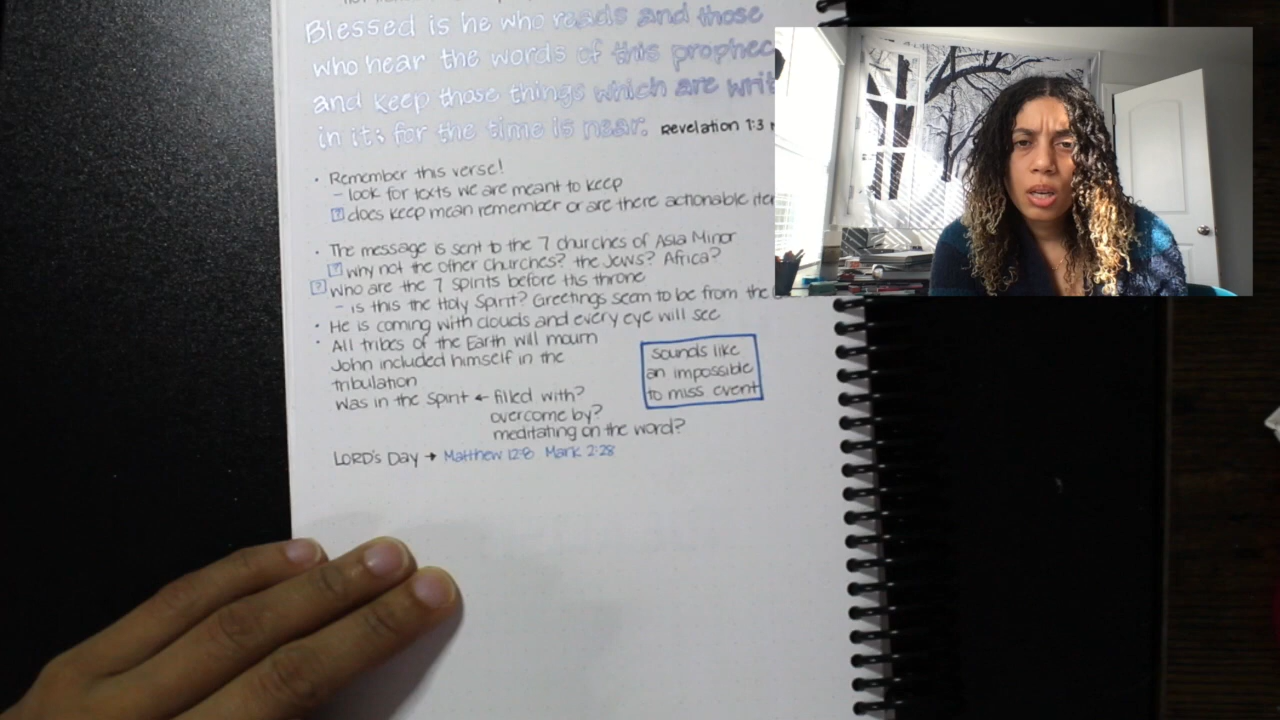 Blessed is he who reads and those
who hear the words of this prophec
and keep those things which are writ
in it; for the time is near. Revelation 1:3
• Remember this verse!
- look for texts we are meant to keep
? does keep mean remember or are there actionable ite
• The message is sent to the 7 churches of Asia Minor
? why not the other churches? the Jews? Africa?
? who are the 7 spirits before his throne
- is this the Holy Spirit? Greetings seem to be from the
• He is coming with clouds and every eye will see
• All tribes of the Earth will mourn
John included himself in the
tribulation
sounds like
an impossible
to miss event
was in the spirit ← filled with?
overcome by?
meditating on the word?
LORD's Day → Matthew 12:8 Mark 2:28